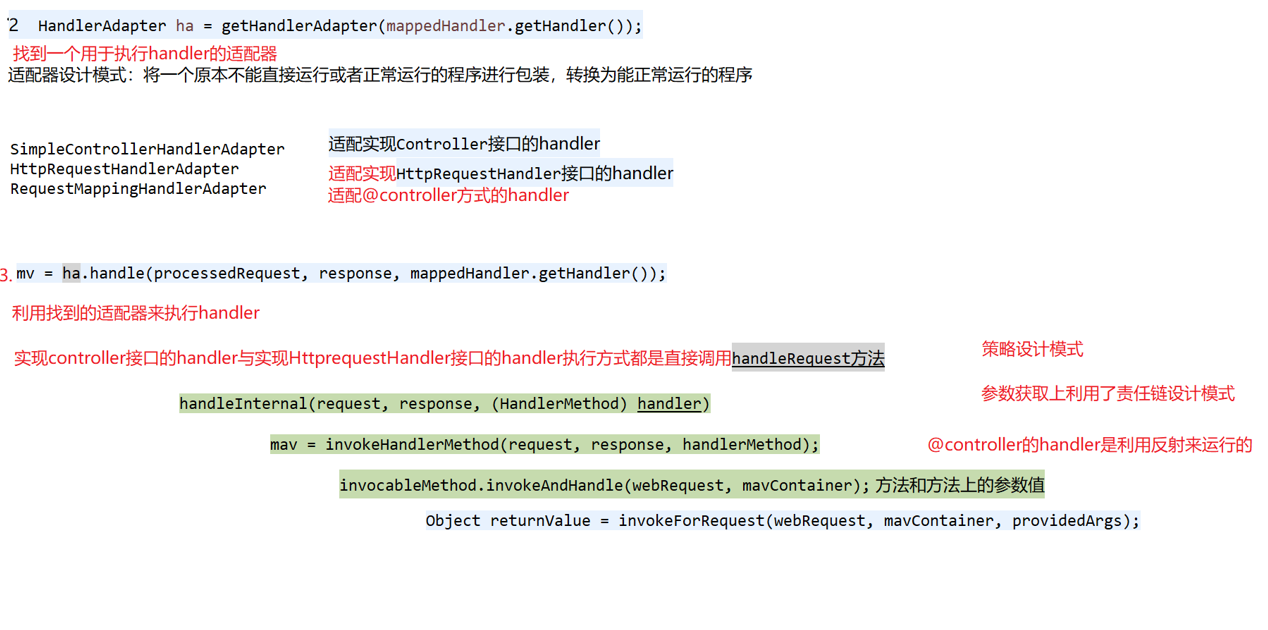 2 HandlerAdapter ha = getHandlerAdapter(mappedHandler.getHandler());
找到一个用于执行handler的适配器
适配器设计模式：将一个原本不能直接运行或者正常运行的程序进行包装，转换为能正常运行的程序
SimpleControllerHandlerAdapter 适配实现Controller接口的handler
HttpRequestHandlerAdapter 适配实现HttpRequestHandler接口的handler
RequestMappingHandlerAdapter 适配@controller方式的handler
3. mv = ha.handle(processedRequest, response, mappedHandler.getHandler());
利用找到的适配器来执行handler
实现controller接口的handler与实现HttprequestHandler接口的handler执行方式都是直接调用handleRequest方法 策略设计模式
参数获取上利用了责任链设计模式
handleInternal(request, response, (HandlerMethod) handler)
mav = invokeHandlerMethod(request, response, handlerMethod); @controller的handler是利用反射来运行的
invocableMethod.invokeAndHandle(webRequest, mavContainer); 方法和方法上的参数值
Object returnValue = invokeForRequest(webRequest, mavContainer, providedArgs);